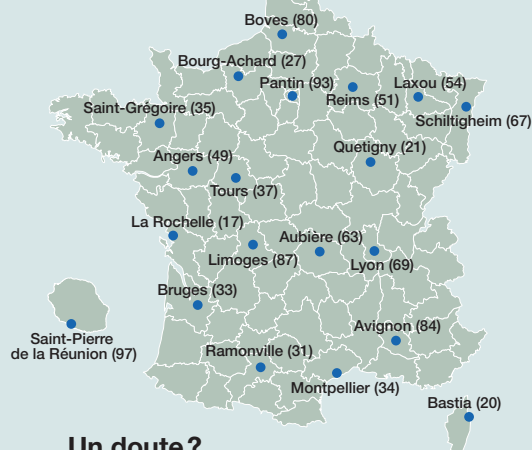 Boves (80)
Bourg-Achard (27)
Pantin (93)
Reims (51)
Laxou (54)
Schiltigheim (67)
Saint-Grégoire (35)
Angers (49)
Tours (37)
Quetigny (21)
La Rochelle (17)
Limoges (87)
Aubière (63)
Lyon (69)
Bruges (33)
Saint-Pierre
de la Réunion (97)
Avignon (84)
Ramonville (31)
Montpellier (34)
Bastia (20)
Un doute ?